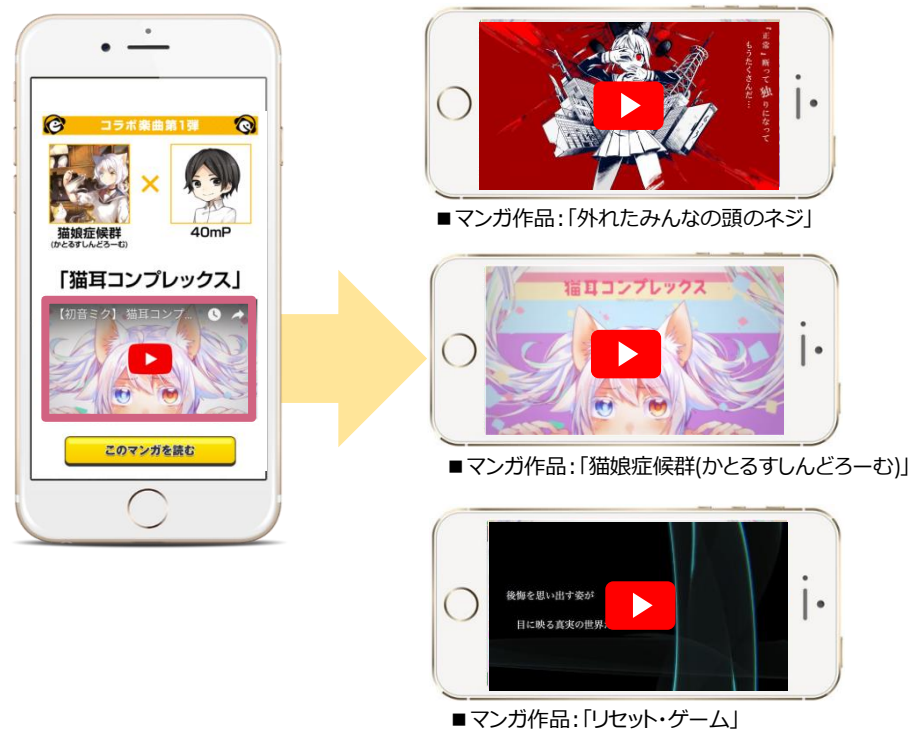 コラボ楽曲第1弾
猫娘症候群
(かとるすしんどろーむ)
×
40mP
「猫耳コンプレックス」
【初音ミク】 猫耳コンプ...
このマンガを読む
『正常』断って独りになって
もうたくさんだ…
■マンガ作品:「外れたみんなの頭のネジ」
猫耳コンプレックス
■マンガ作品:「猫娘症候群(かとるすしんどろーむ)」
後悔を思い出す姿が
目に映る真実の世界
■マンガ作品:「リセット・ゲーム」